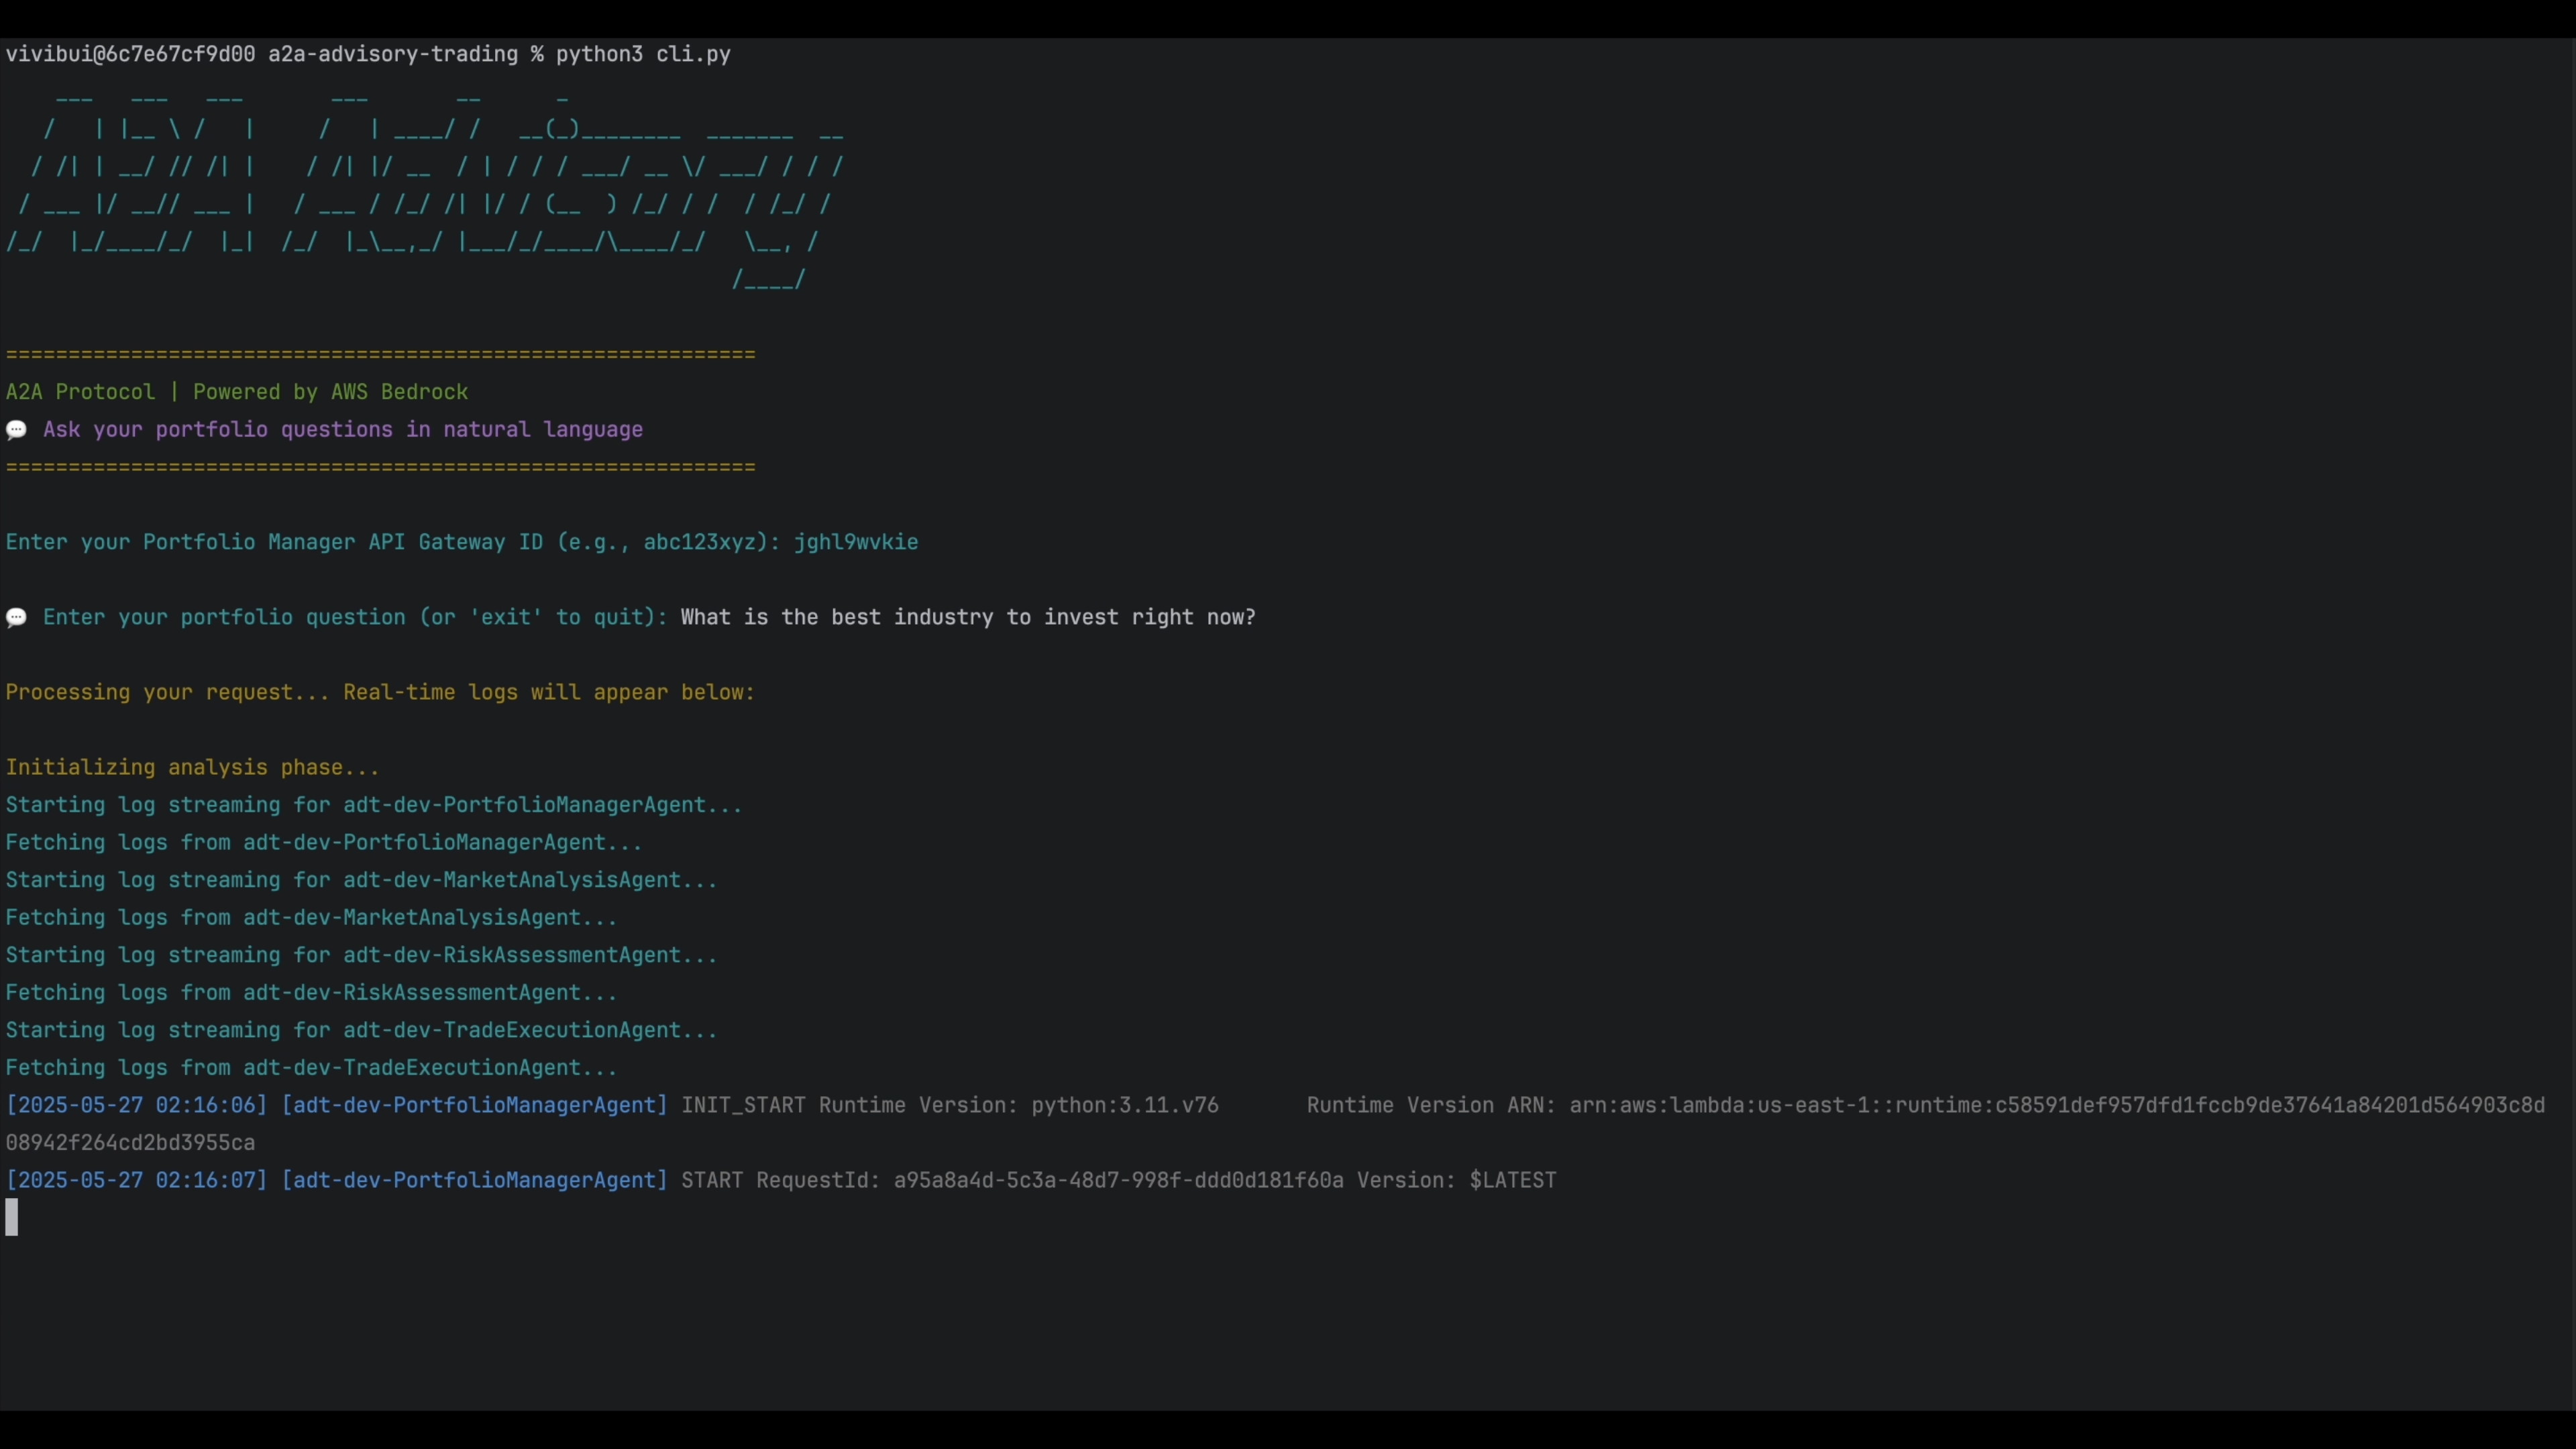 vivibui@6c7e67cf9d00 a2a-advisory-trading % python3 cli.py
A2A Advisory
============================================================
A2A Protocol | Powered by AWS Bedrock
💬 Ask your portfolio questions in natural language
============================================================
Enter your Portfolio Manager API Gateway ID (e.g., abc123xyz): jghl9wvkie
💬 Enter your portfolio question (or 'exit' to quit): What is the best industry to invest right now?
Processing your request... Real-time logs will appear below:
Initializing analysis phase...
Starting log streaming for adt-dev-PortfolioManagerAgent...
Fetching logs from adt-dev-PortfolioManagerAgent...
Starting log streaming for adt-dev-MarketAnalysisAgent...
Fetching logs from adt-dev-MarketAnalysisAgent...
Starting log streaming for adt-dev-RiskAssessmentAgent...
Fetching logs from adt-dev-RiskAssessmentAgent...
Starting log streaming for adt-dev-TradeExecutionAgent...
Fetching logs from adt-dev-TradeExecutionAgent...
[2025-05-27 02:16:06] [adt-dev-PortfolioManagerAgent] INIT_START Runtime Version: python:3.11.v76 Runtime Version ARN: arn:aws:lambda:us-east-1::runtime:c58591def957dfd1fccb9de37641a84201d564903c8d
08942f264cd2bd3955ca
[2025-05-27 02:16:07] [adt-dev-PortfolioManagerAgent] START RequestId: a95a8a4d-5c3a-48d7-998f-ddd0d181f60a Version: $LATEST